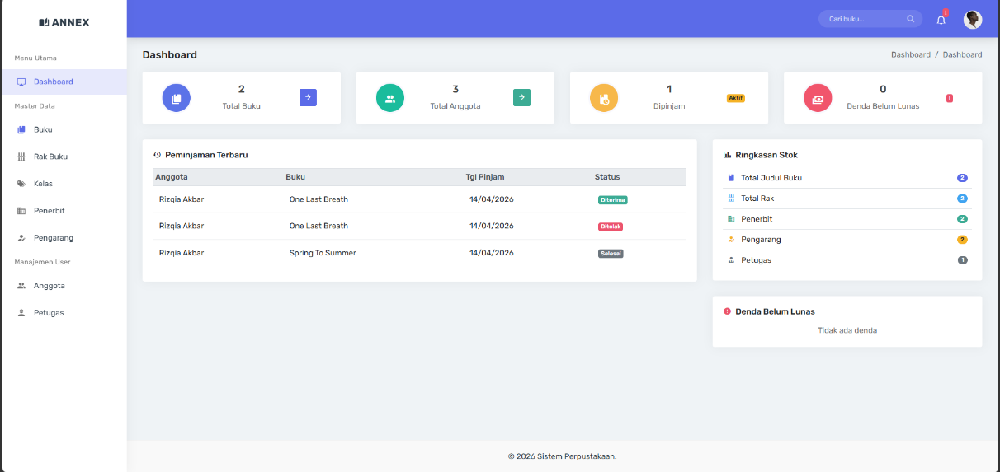 ANNEX
Cari buku...
!
Menu Utama
Dashboard
Master Data
Buku
Rak Buku
Kelas
Penerbit
Pengarang
Manajemen User
Anggota
Petugas
Dashboard
Dashboard / Dashboard
2
Total Buku
3
Total Anggota
1
Dipinjam
Aktif
0
Denda Belum Lunas
!
Peminjaman Terbaru
Anggota Buku Tgl Pinjam Status
Rizqia Akbar One Last Breath 14/04/2026 Diterima
Rizqia Akbar One Last Breath 14/04/2026 Ditolak
Rizqia Akbar Spring To Summer 14/04/2026 Selesai
Ringkasan Stok
Total Judul Buku 2
Total Rak 2
Penerbit 2
Pengarang 2
Petugas 1
Denda Belum Lunas
Tidak ada denda
© 2026 Sistem Perpustakaan.